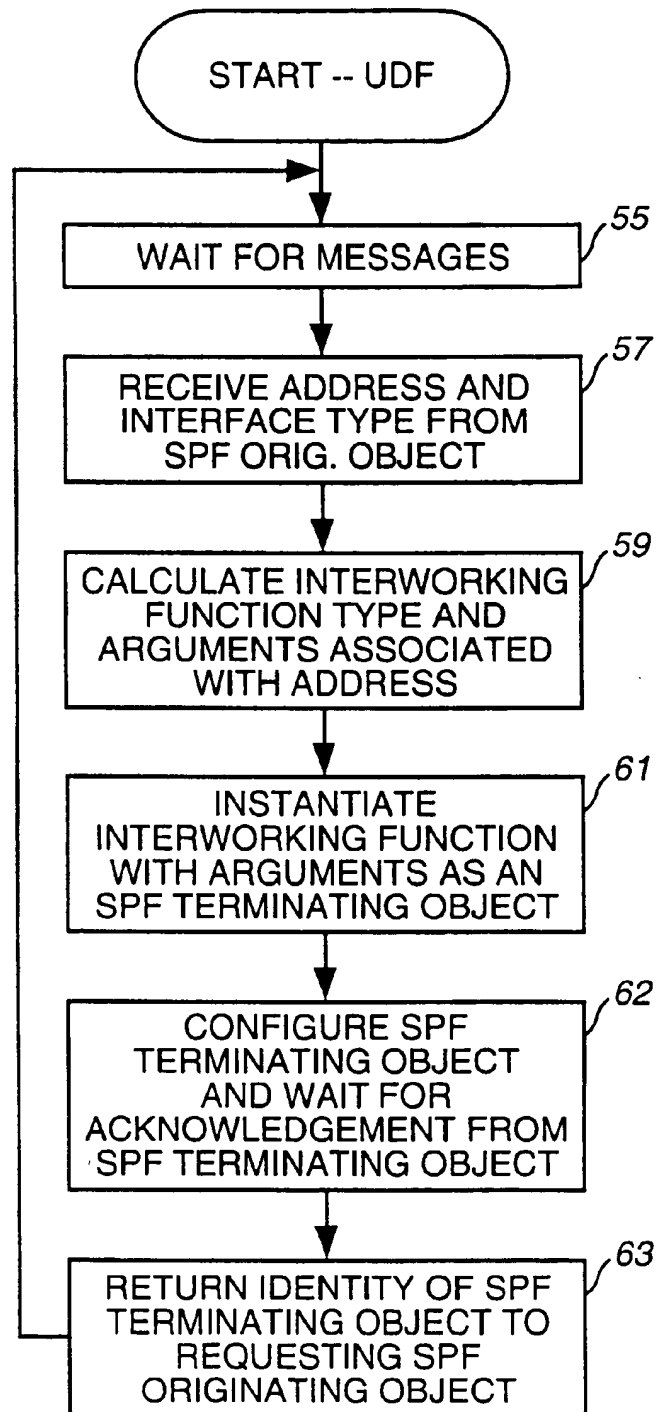 START -- UDF
55
WAIT FOR MESSAGES
57
RECEIVE ADDRESS AND
INTERFACE TYPE FROM
SPF ORIG. OBJECT
59
CALCULATE INTERWORKING
FUNCTION TYPE AND
ARGUMENTS ASSOCIATED
WITH ADDRESS
61
INSTANTIATE
INTERWORKING FUNCTION
WITH ARGUMENTS AS AN
SPF TERMINATING OBJECT
62
CONFIGURE SPF
TERMINATING OBJECT
AND WAIT FOR
ACKNOWLEDGEMENT FROM
SPF TERMINATING OBJECT
63
RETURN IDENTITY OF SPF
TERMINATING OBJECT TO
REQUESTING SPF
ORIGINATING OBJECT